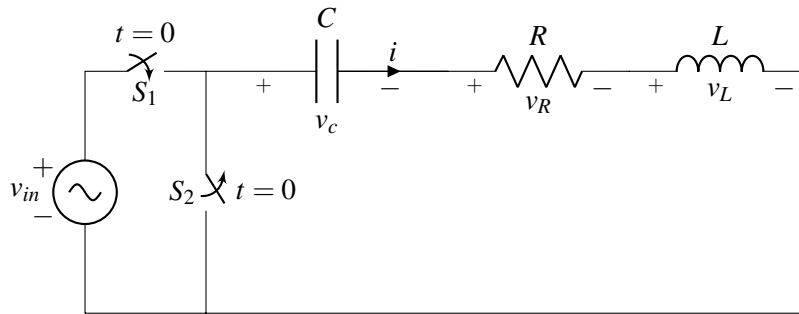 t = 0
S1
C
+ −
vc
i
R
+ −
vR
L
+ −
vL
+
vin
−
S2
t = 0